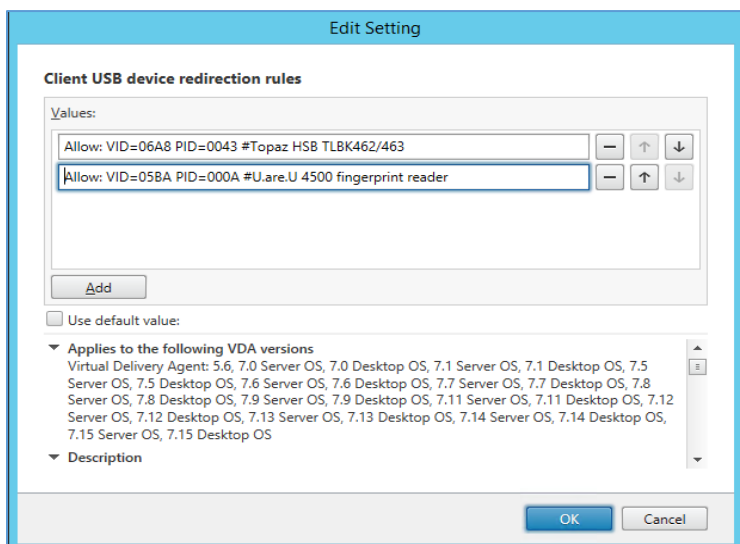 Edit Setting
Client USB device redirection rules
Values:
Allow: VID=06A8 PID=0043 #Topaz HSB TLBK462/463
Allow: VID=05BA PID=000A #U.are.U 4500 fingerprint reader
Add
Use default value:
Applies to the following VDA versions
Virtual Delivery Agent: 5.6, 7.0 Server OS, 7.0 Desktop OS, 7.1 Server OS, 7.1 Desktop OS, 7.5
Server OS, 7.5 Desktop OS, 7.6 Server OS, 7.6 Desktop OS, 7.7 Server OS, 7.7 Desktop OS, 7.8
Server OS, 7.8 Desktop OS, 7.9 Server OS, 7.9 Desktop OS, 7.11 Server OS, 7.11 Desktop OS, 7.12
Server OS, 7.12 Desktop OS, 7.13 Server OS, 7.13 Desktop OS, 7.14 Server OS, 7.14 Desktop OS,
7.15 Server OS, 7.15 Desktop OS
Description
OK Cancel